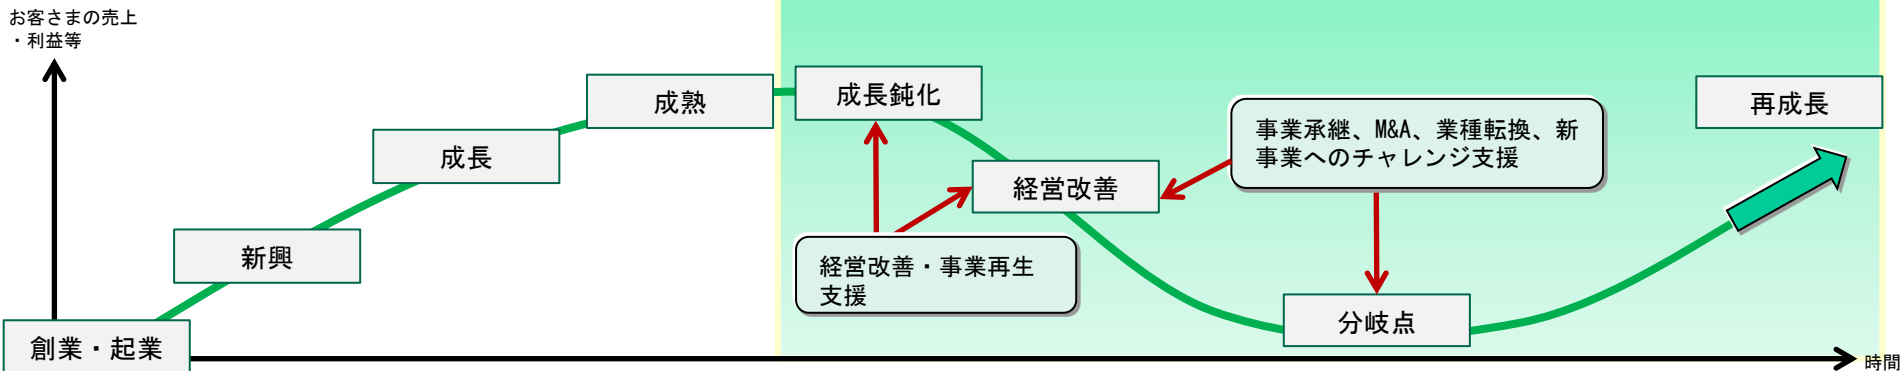 お客さまの売上
・利益等
成熟
成長鈍化
再成長
成長
事業承継、M&A、業種転換、新
事業へのチャレンジ支援
経営改善
新興
経営改善・事業再生
支援
分岐点
創業・起業
時間